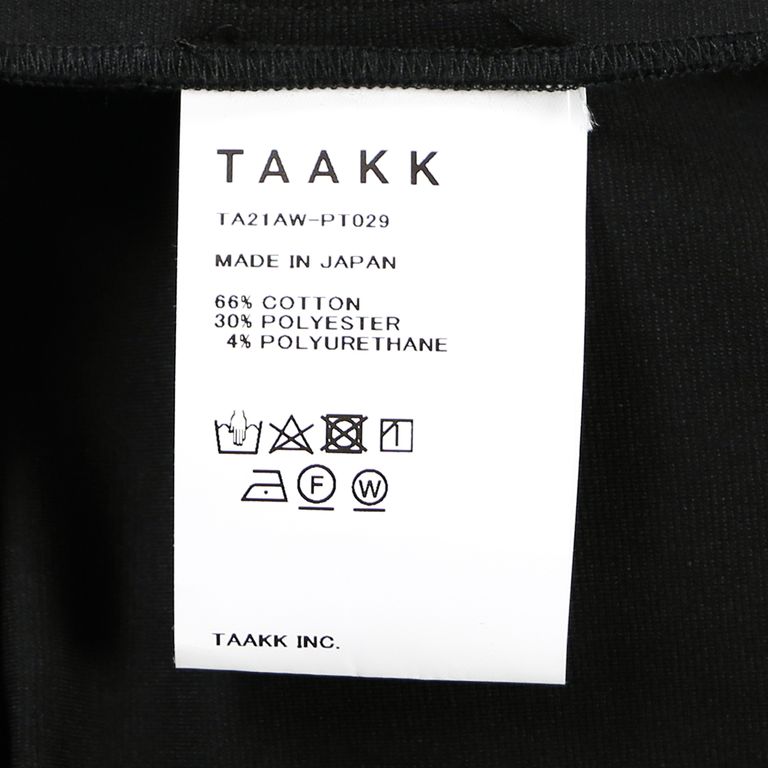 TAAKK
TA21AW-PT029
MADE IN JAPAN
66% COTTON
30% POLYESTER
4% POLYURETHANE
F W
TAAKK INC.